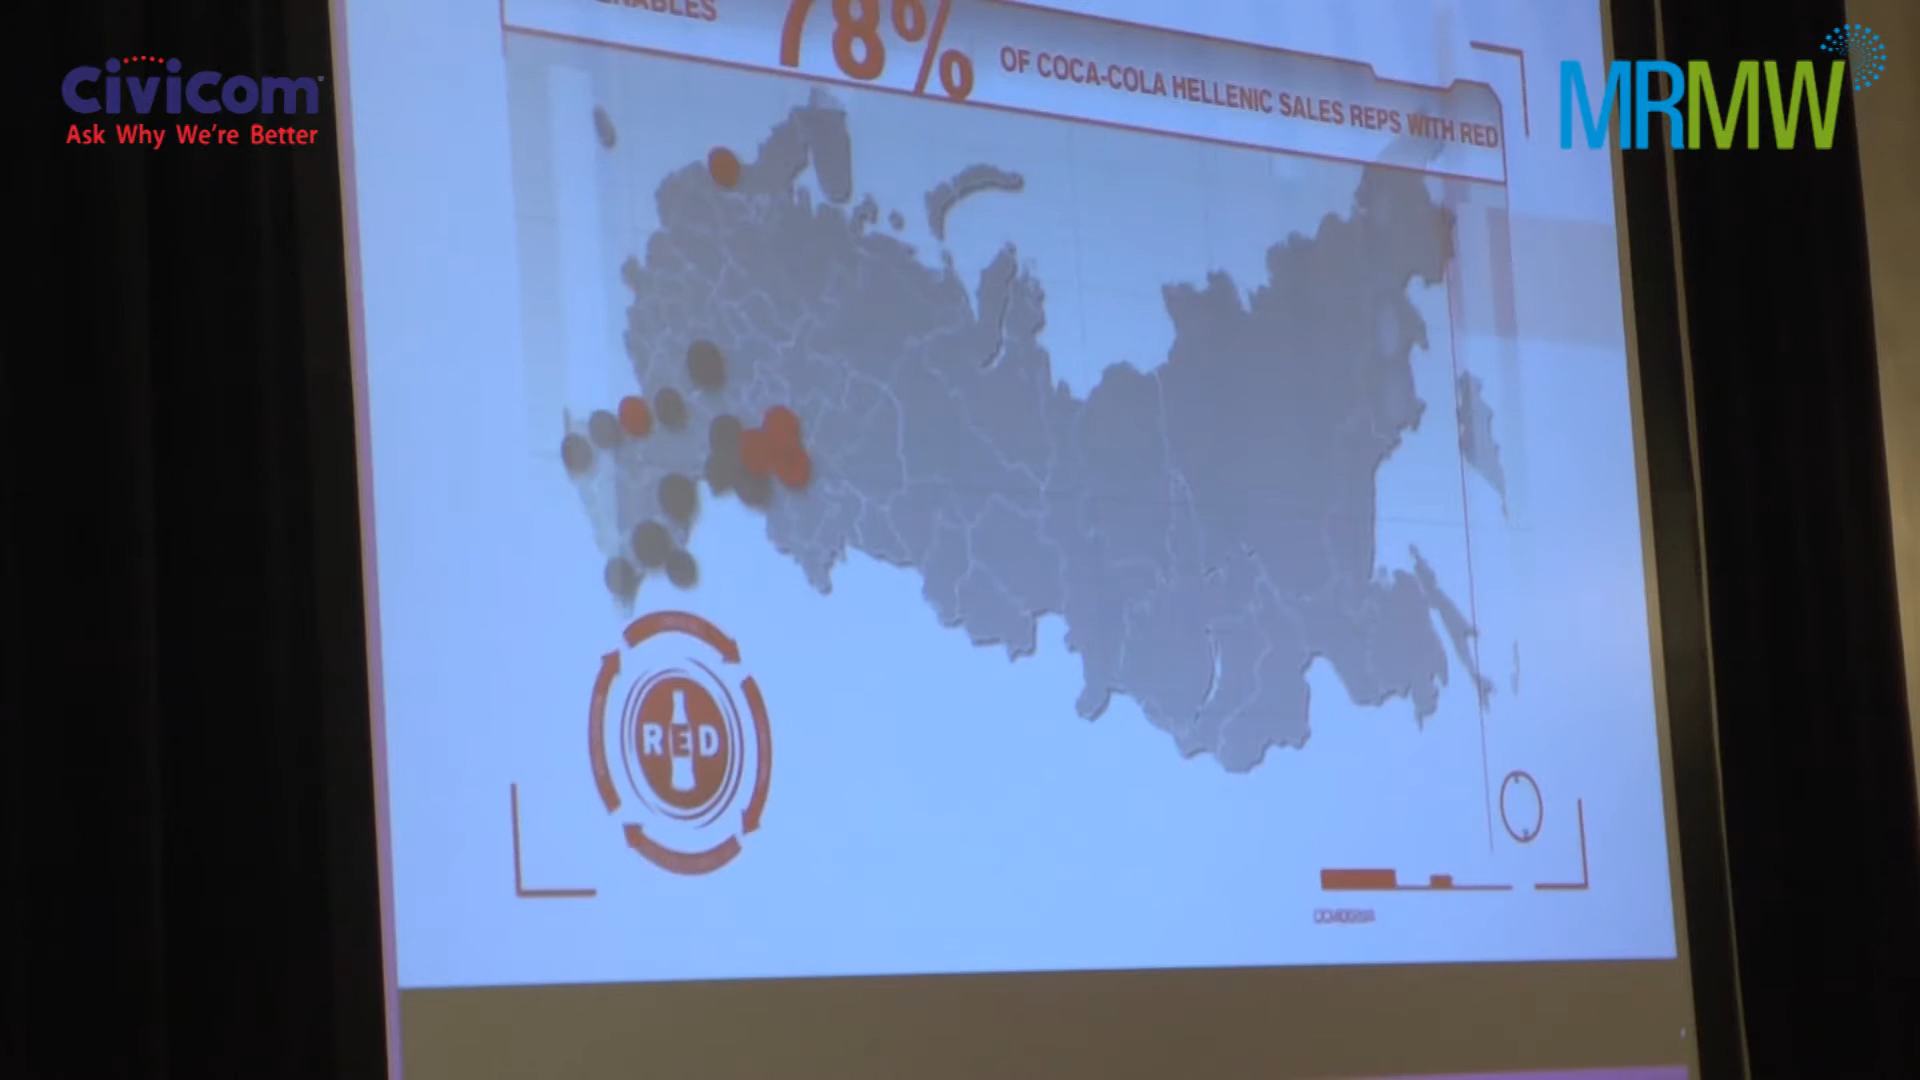 CiViCom
Ask Why We're Better
MRMW
78%
OF COCA-COLA HELLENIC SALES REPS WITH RED
RED